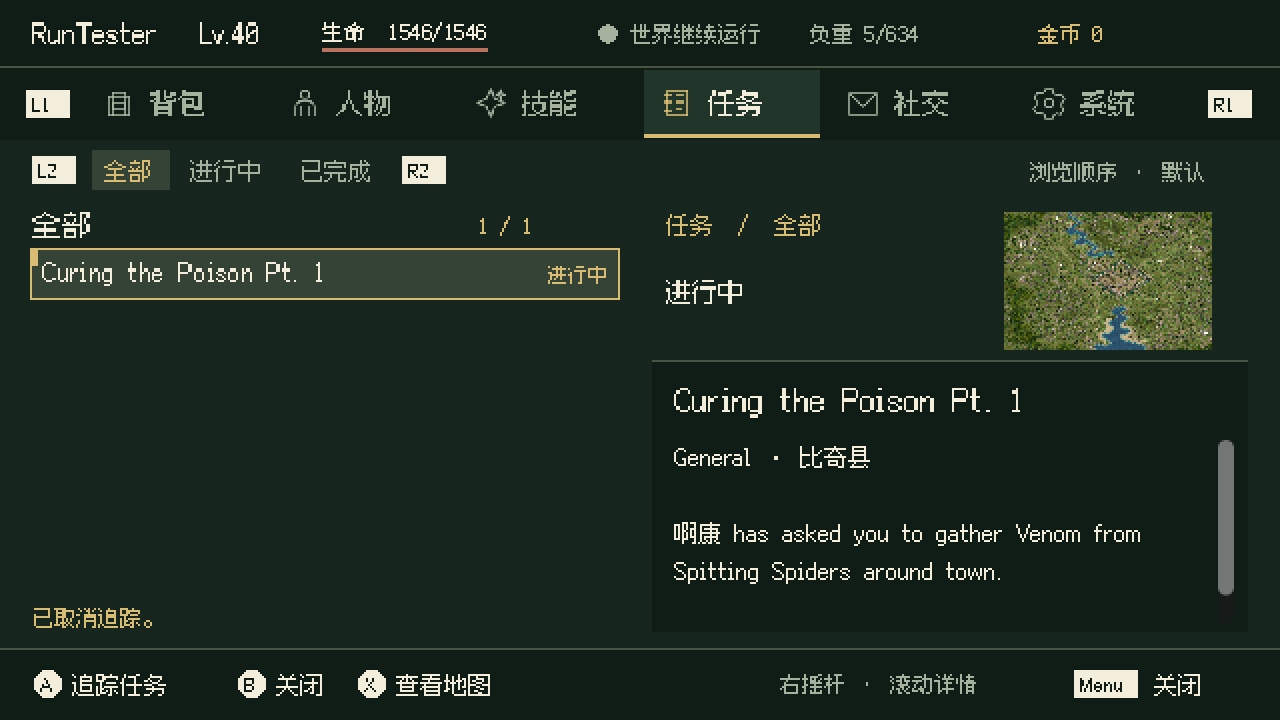 RunTester Lv.40 生命 1546/1546 世界继续运行 负重 5/634 金币 0
L1 背包 人物 技能 任务 社交 系统 R1
L2 全部 进行中 已完成 R2 浏览顺序 · 默认
全部 1 / 1 任务 / 全部
Curing the Poison Pt. 1 进行中
进行中
Curing the Poison Pt. 1
General · 比奇县
啊康 has asked you to gather Venom from
Spitting Spiders around town.
已取消追踪。
A 追踪任务 B 关闭 X 查看地图 右摇杆 · 滚动详情 Menu 关闭